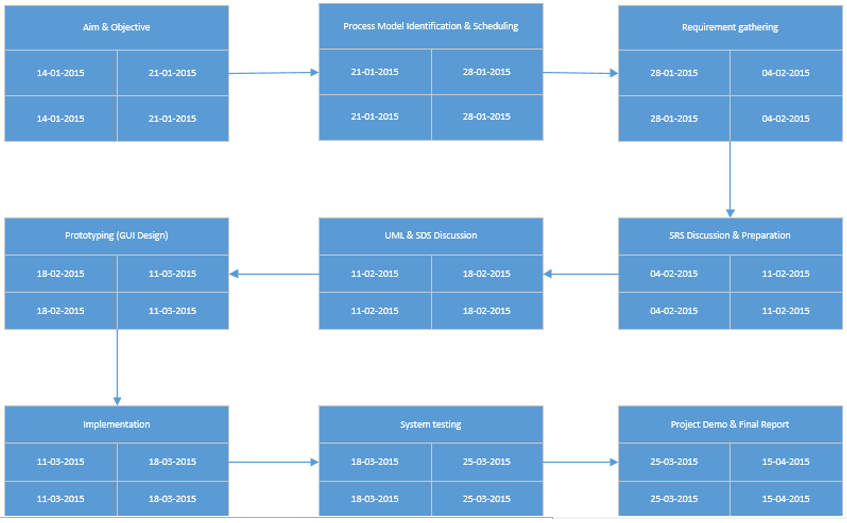 Aim & Objective
14-01-2015 21-01-2015
14-01-2015 21-01-2015
Process Model Identification & Scheduling
21-01-2015 28-01-2015
21-01-2015 28-01-2015
Requirement gathering
28-01-2015 04-02-2015
28-01-2015 04-02-2015
SRS Discussion & Preparation
04-02-2015 11-02-2015
04-02-2015 11-02-2015
UML & SDS Discussion
11-02-2015 18-02-2015
11-02-2015 18-02-2015
Prototyping (GUI Design)
18-02-2015 11-03-2015
18-02-2015 11-03-2015
Implementation
11-03-2015 18-03-2015
11-03-2015 18-03-2015
System testing
18-03-2015 25-03-2015
18-03-2015 25-03-2015
Project Demo & Final Report
25-03-2015 15-04-2015
25-03-2015 15-04-2015